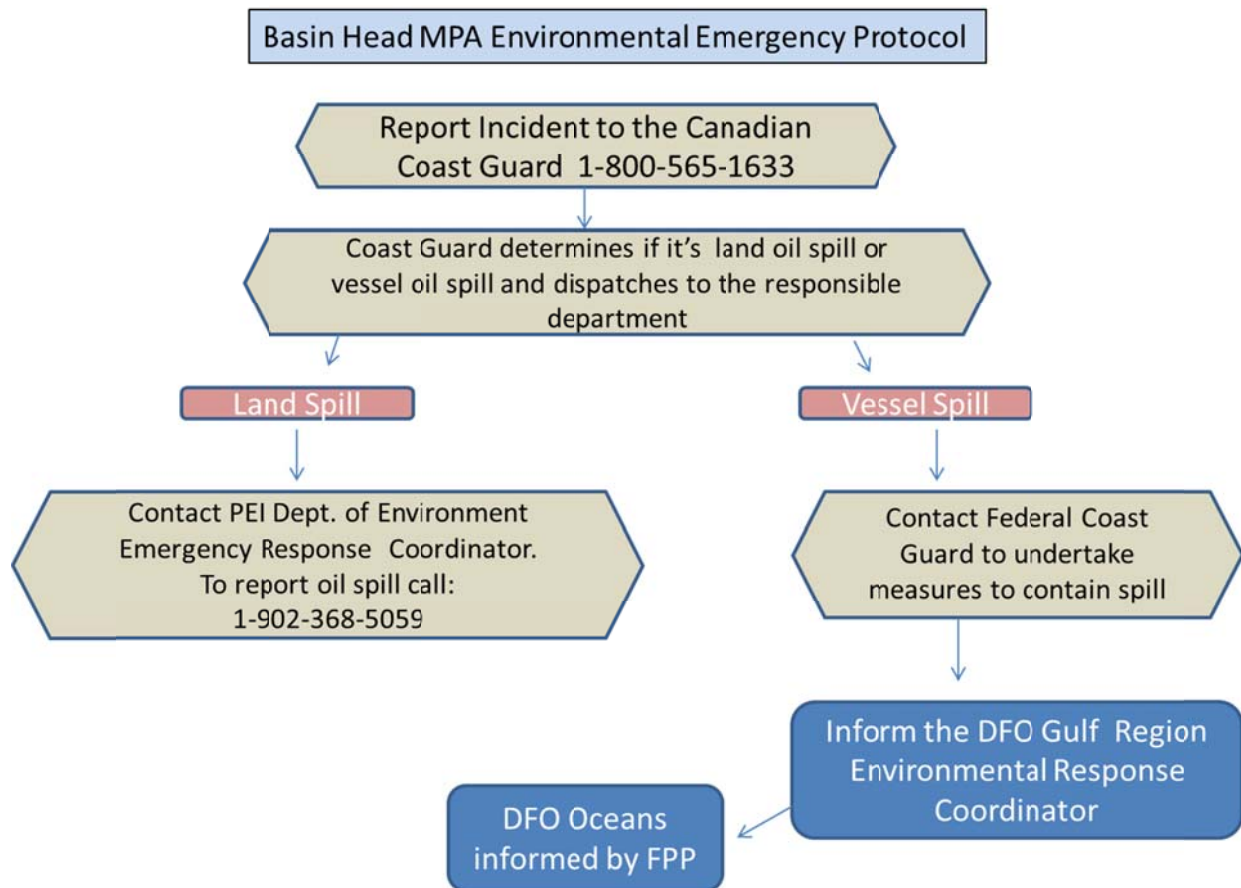 Basin Head MPA Environmental Emergency Protocol
Report Incident to the Canadian
Coast Guard 1-800-565-1633
Coast Guard determines if it's land oil spill or
vessel oil spill and dispatches to the responsible
department
Land Spill
Vessel Spill
Contact PEI Dept. of Environment
Emergency Response Coordinator.
To report oil spill call:
1-902-368-5059
Contact Federal Coast
Guard to undertake
measures to contain spill
Inform the DFO Gulf Region
Environmental Response
Coordinator
DFO Oceans
informed by FPP